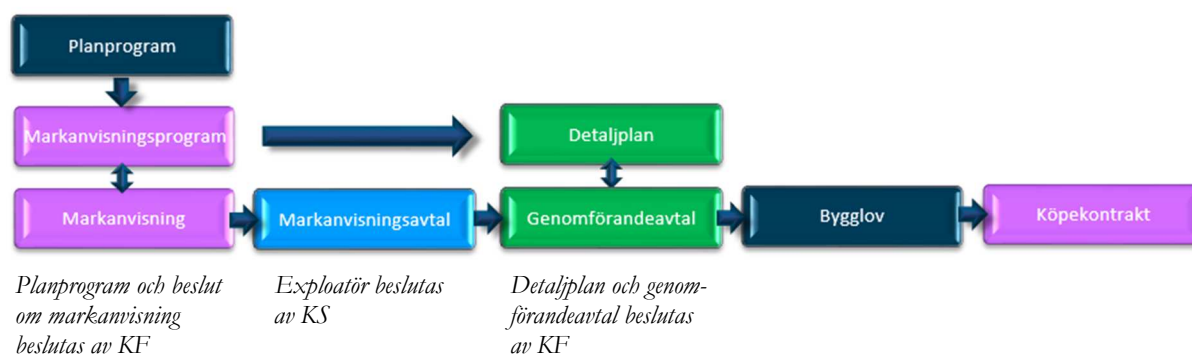 Planprogram
Markanvisningsprogram
Detaljplan
Markanvisning
Markanvisningsavtal
Genomförandeavtal
Bygglov
Köpekontrakt
Planprogram och beslut
om markanvisning
beslutas av KF
Exploatör beslutas
av KS
Detaljplan och genom-
förandeavtal beslutas
av KF